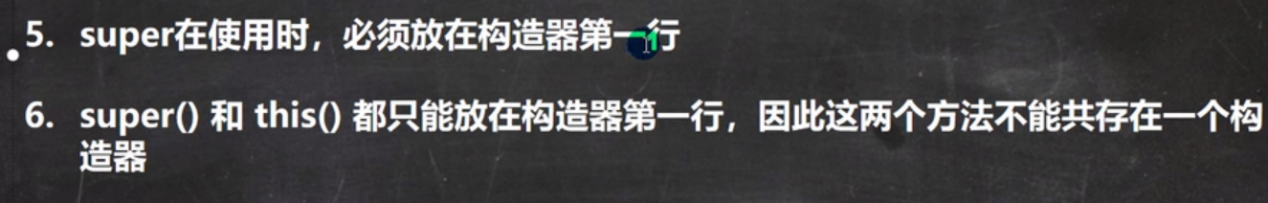 5. super在使用时，必须放在构造器第一行
6. super() 和 this() 都只能放在构造器第一行，因此这两个方法不能共存在一个构
造器